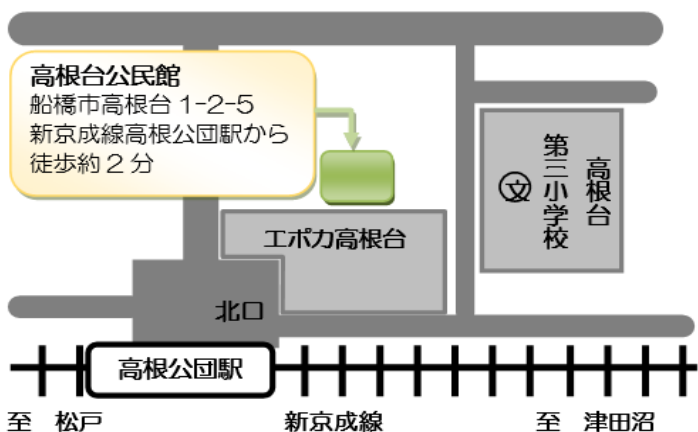 高根台公民館
船橋市高根台 1-2-5
新京成線高根公団駅から
徒歩約 2 分
高根台
第三小学校
文
エポカ高根台
北口
高根公団駅
至 松戸
新京成線
至 津田沼